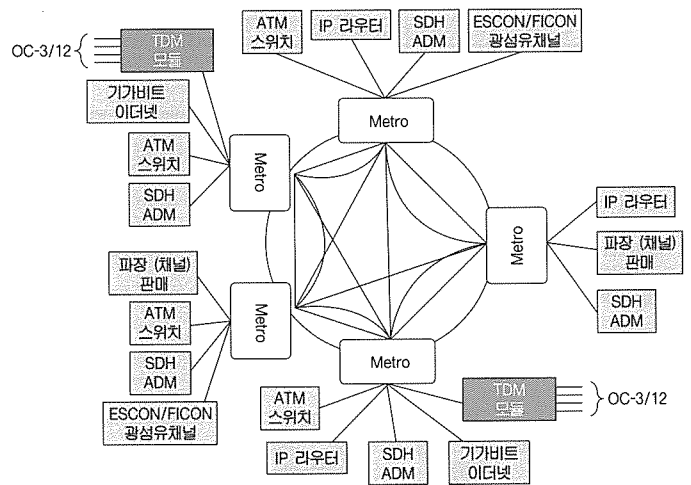 ATM
스위치
IP 라우터
SDH
ADM
ESCON/FICON
광섬유채널
OC-3/12
TDM
모듈
기가비트
이더넷
ATM
스위치
SDH
ADM
Metro
Metro
Metro
IP 라우터
파장 (채널)
판매
SDH
ADM
파장 (채널)
판매
ATM
스위치
SDH
ADM
ESCON/FICON
광섬유채널
Metro
Metro
ATM
스위치
IP 라우터
SDH
ADM
기가비트
이더넷
TDM
모듈
OC-3/12